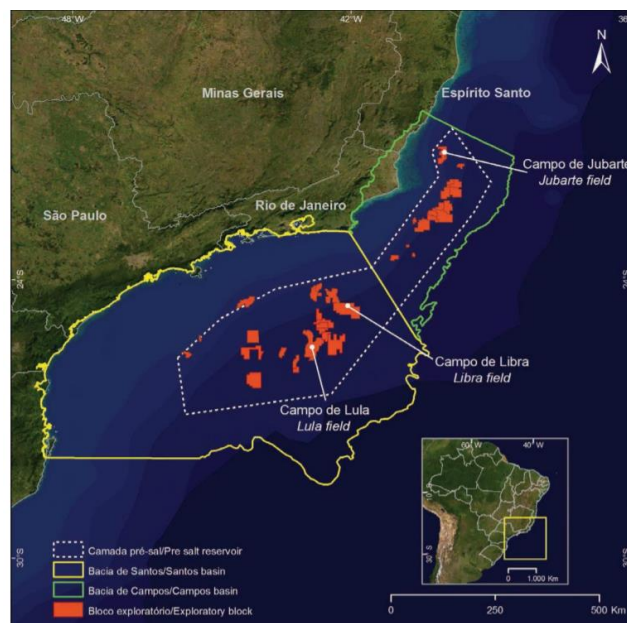 48°W
42°W
36
N
Espírito Santo
Minas Gerais
Campo de Jubarte
Jubarte field
Rio de Janeiro
São Paulo
24°S
24°S
Campo de Libra
Libra field
Campo de Lula
Lula field
60°W 40°W
30°S
0 1.000 Km
30°S
30°S
Camada pré-sal/Pre salt reservoir
Bacia de Santos/Santos basin
Bacia de Campos/Campos basin
Bloco exploratório/Exploratory block
0 250 500 Km